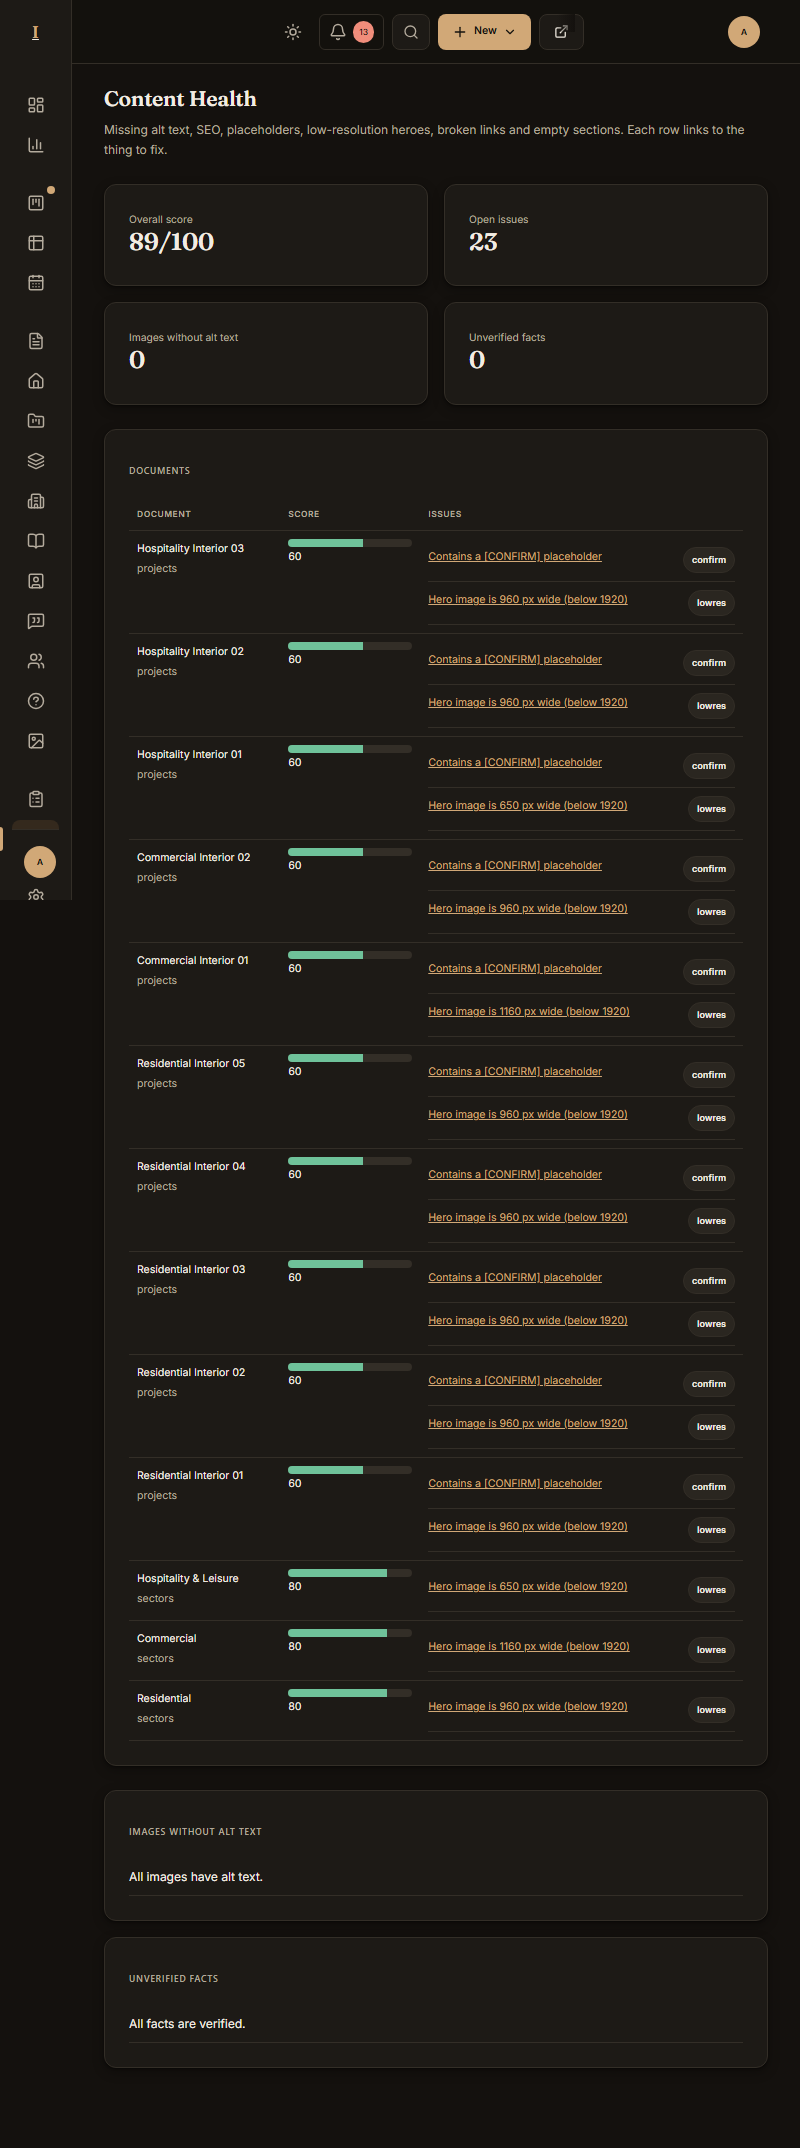 I
13
New
A
Content Health
Missing alt text, SEO, placeholders, low-resolution heroes, broken links and empty sections. Each row links to the
thing to fix.
Overall score
89/100
Open issues
23
Images without alt text
0
Unverified facts
0
DOCUMENTS
DOCUMENT SCORE ISSUES
Hospitality Interior 03
projects
60
Contains a [CONFIRM] placeholder confirm
Hero image is 960 px wide (below 1920) lowres
Hospitality Interior 02
projects
60
Contains a [CONFIRM] placeholder confirm
Hero image is 960 px wide (below 1920) lowres
Hospitality Interior 01
projects
60
Contains a [CONFIRM] placeholder confirm
Hero image is 650 px wide (below 1920) lowres
Commercial Interior 02
projects
60
Contains a [CONFIRM] placeholder confirm
Hero image is 960 px wide (below 1920) lowres
A
Commercial Interior 01
projects
60
Contains a [CONFIRM] placeholder confirm
Hero image is 1160 px wide (below 1920) lowres
Residential Interior 05
projects
60
Contains a [CONFIRM] placeholder confirm
Hero image is 960 px wide (below 1920) lowres
Residential Interior 04
projects
60
Contains a [CONFIRM] placeholder confirm
Hero image is 960 px wide (below 1920) lowres
Residential Interior 03
projects
60
Contains a [CONFIRM] placeholder confirm
Hero image is 960 px wide (below 1920) lowres
Residential Interior 02
projects
60
Contains a [CONFIRM] placeholder confirm
Hero image is 960 px wide (below 1920) lowres
Residential Interior 01
projects
60
Contains a [CONFIRM] placeholder confirm
Hero image is 960 px wide (below 1920) lowres
Hospitality & Leisure
sectors
80
Hero image is 650 px wide (below 1920) lowres
Commercial
sectors
80
Hero image is 1160 px wide (below 1920) lowres
Residential
sectors
80
Hero image is 960 px wide (below 1920) lowres
IMAGES WITHOUT ALT TEXT
All images have alt text.
UNVERIFIED FACTS
All facts are verified.